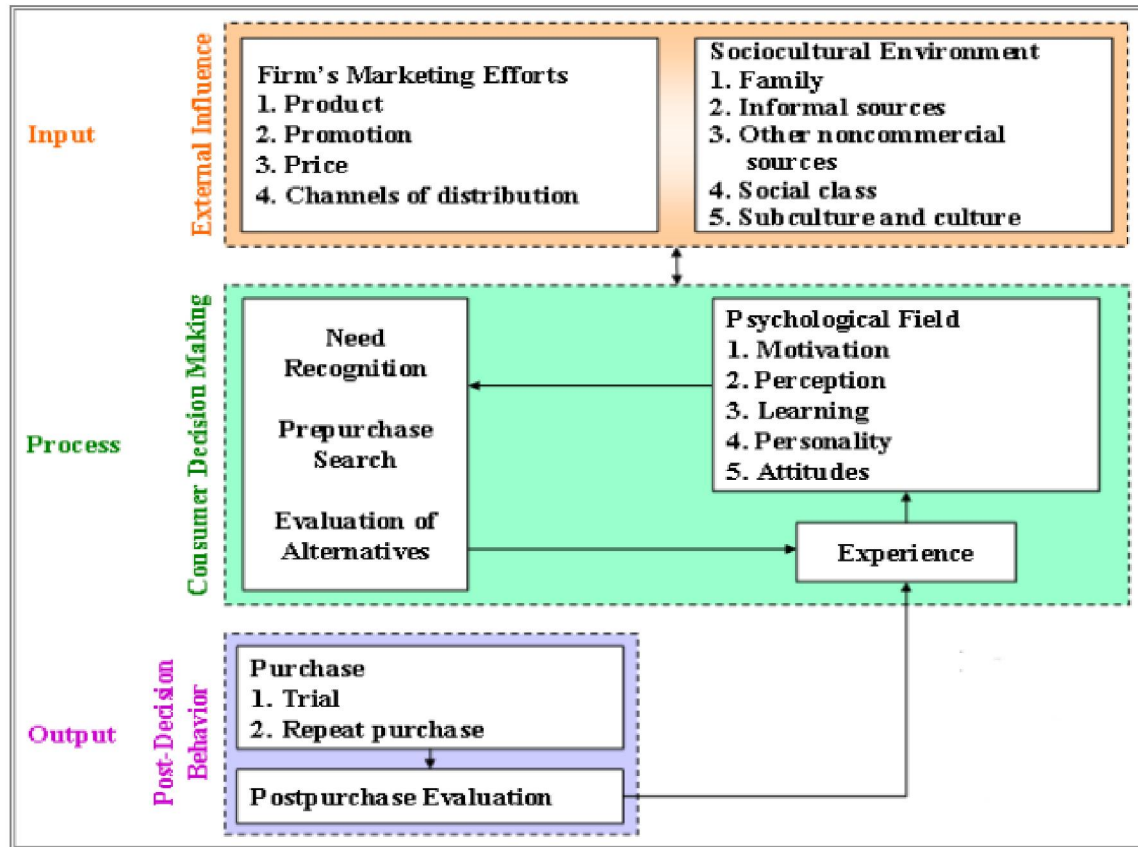 Input
External Influence
Firm's Marketing Efforts
1. Product
2. Promotion
3. Price
4. Channels of distribution
Sociocultural Environment
1. Family
2. Informal sources
3. Other noncommercial
sources
4. Social class
5. Subculture and culture
Process
Consumer Decision Making
Need
Recognition
Prepurchase
Search
Evaluation of
Alternatives
Psychological Field
1. Motivation
2. Perception
3. Learning
4. Personality
5. Attitudes
Experience
Output
Post-Decision
Behavior
Purchase
1. Trial
2. Repeat purchase
Postpurchase Evaluation